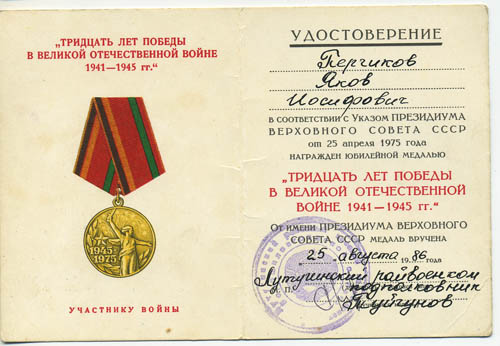 „ТРИДЦАТЬ ЛЕТ ПОБЕДЫ
В ВЕЛИКОЙ ОТЕЧЕСТВЕННОЙ ВОЙНЕ
1941—1945 гг.“
1945
1975
УЧАСТНИКУ ВОЙНЫ
УДОСТОВЕРЕНИЕ
Перчиков
Яков
Иосифович
В СООТВЕТСТВИИ С УКАЗОМ ПРЕЗИДИУМА
ВЕРХОВНОГО СОВЕТА СССР
от 25 апреля 1975 года
НАГРАЖДЕН ЮБИЛЕЙНОЙ МЕДАЛЬЮ
„ТРИДЦАТЬ ЛЕТ ПОБЕДЫ
В ВЕЛИКОЙ ОТЕЧЕСТВЕННОЙ
ВОЙНЕ 1941—1945 гг.“
ОТ ИМЕНИ ПРЕЗИДИУМА ВЕРХОВНОГО
СОВЕТА СССР МЕДАЛЬ ВРУЧЕНА
25 августа 1986 года
Лутугинский райвоенком
подполковник